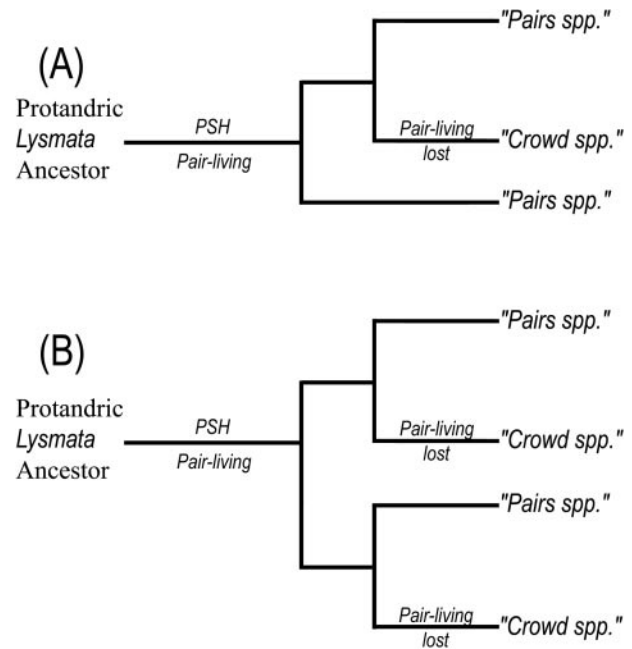 "Pairs spp."
(A)
Protandric
Lysmata
Ancestor
PSH
Pair-living
Pair-living
lost
"Crowd spp."
"Pairs spp."
"Pairs spp."
(B)
Protandric
Lysmata
Ancestor
PSH
Pair-living
Pair-living
lost
"Crowd spp."
"Pairs spp."
Pair-living
lost
"Crowd spp."